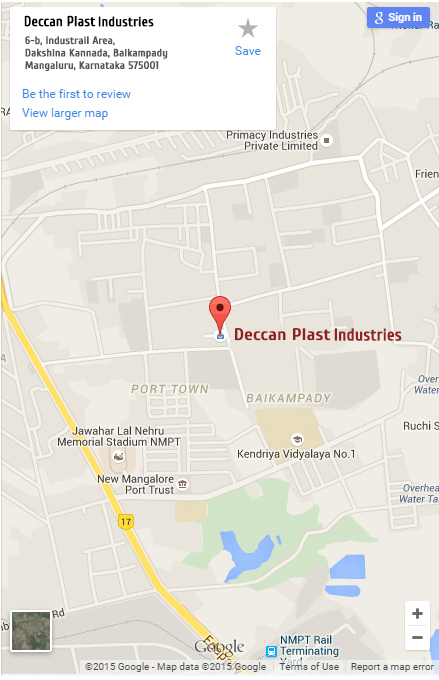 Deccan Plast Industries
6-b, Industrail Area,
Dakshina Kannada, Baikampady
Mangaluru, Karnataka 575001
Save
Be the first to review
View larger map
g Sign in
Primacy Industries
Private Limited
Frien
Deccan Plast Industries
PORT TOWN
BAIKAMPADY
Jawahar Lal Nehru
Memorial Stadium NMPT
Kendriya Vidyalaya No.1
Ruchi S
New Mangalore
Port Trust
Overhea
Water Ta
17
Rd
Google
NMPT Rail
Terminating
Yard
+
−
©2015 Google - Map data ©2015 Google
Terms of Use
Report a map error